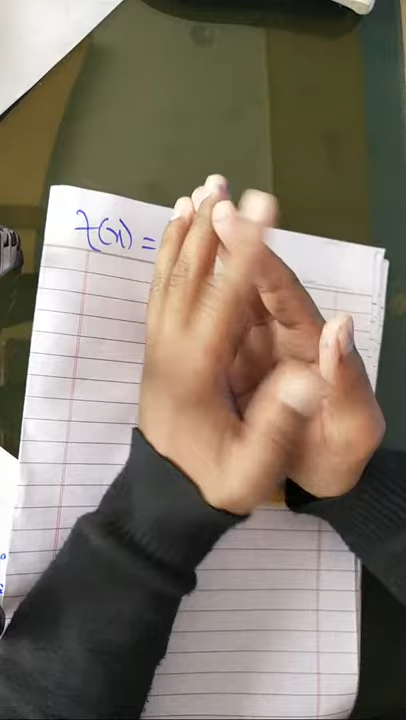 f(x) =